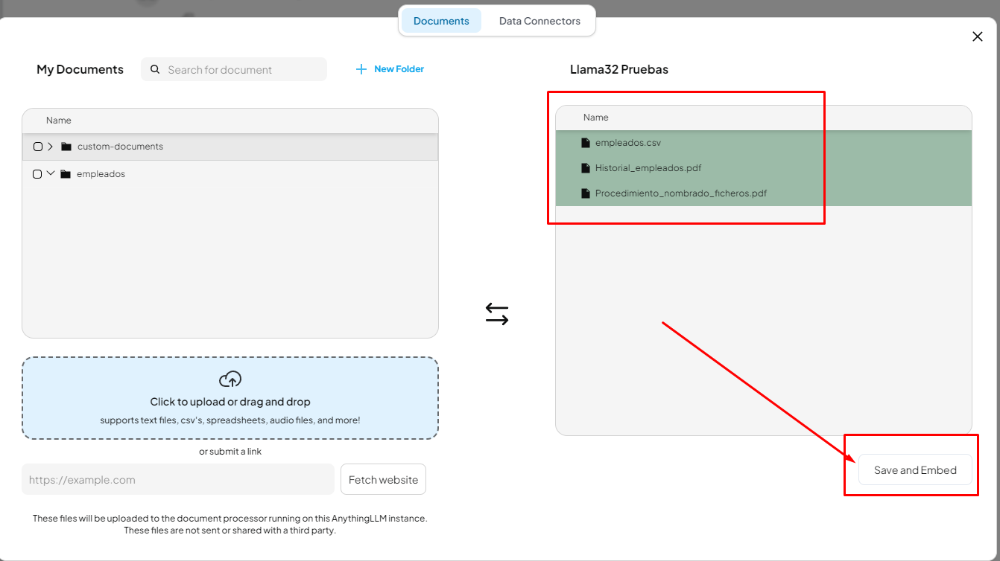 Documents
Data Connectors
My Documents
Search for document
New Folder
Name
custom-documents
empleados
Click to upload or drag and drop
supports text files, csv's, spreadsheets, audio files, and more!
or submit a link
https://example.com
Fetch website
These files will be uploaded to the document processor running on this AnythingLLM instance.
These files are not sent or shared with a third party.
Llama32 Pruebas
Name
empleados.csv
Historial_empleados.pdf
Procedimiento_nombrado_ficheros.pdf
Save and Embed